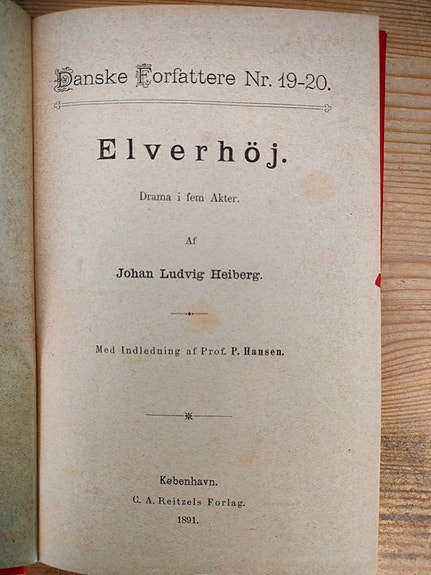 Danske Forfattere Nr. 19-20.
Elverhöj.
Drama i fem Akter.
Af
Johan Ludvig Heiberg.
Med Indledning af Prof. P. Hansen.
København.
C. A. Reitzels Forlag.
1891.